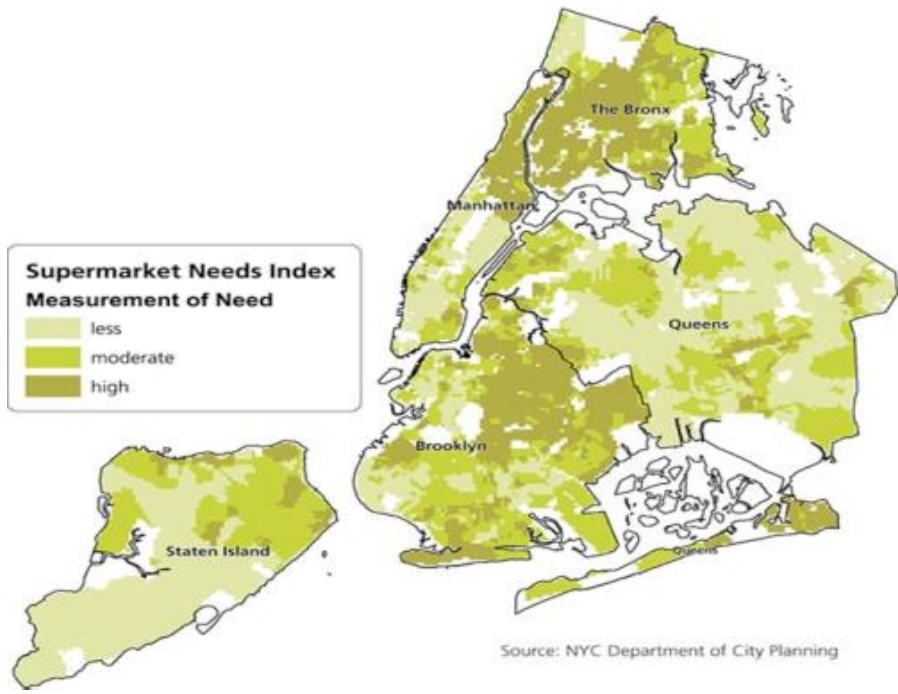 The Bronx
Manhattan
Supermarket Needs Index
Measurement of Need
less
moderate
high
Queens
Brooklyn
Staten Island
Queens
Source: NYC Department of City Planning